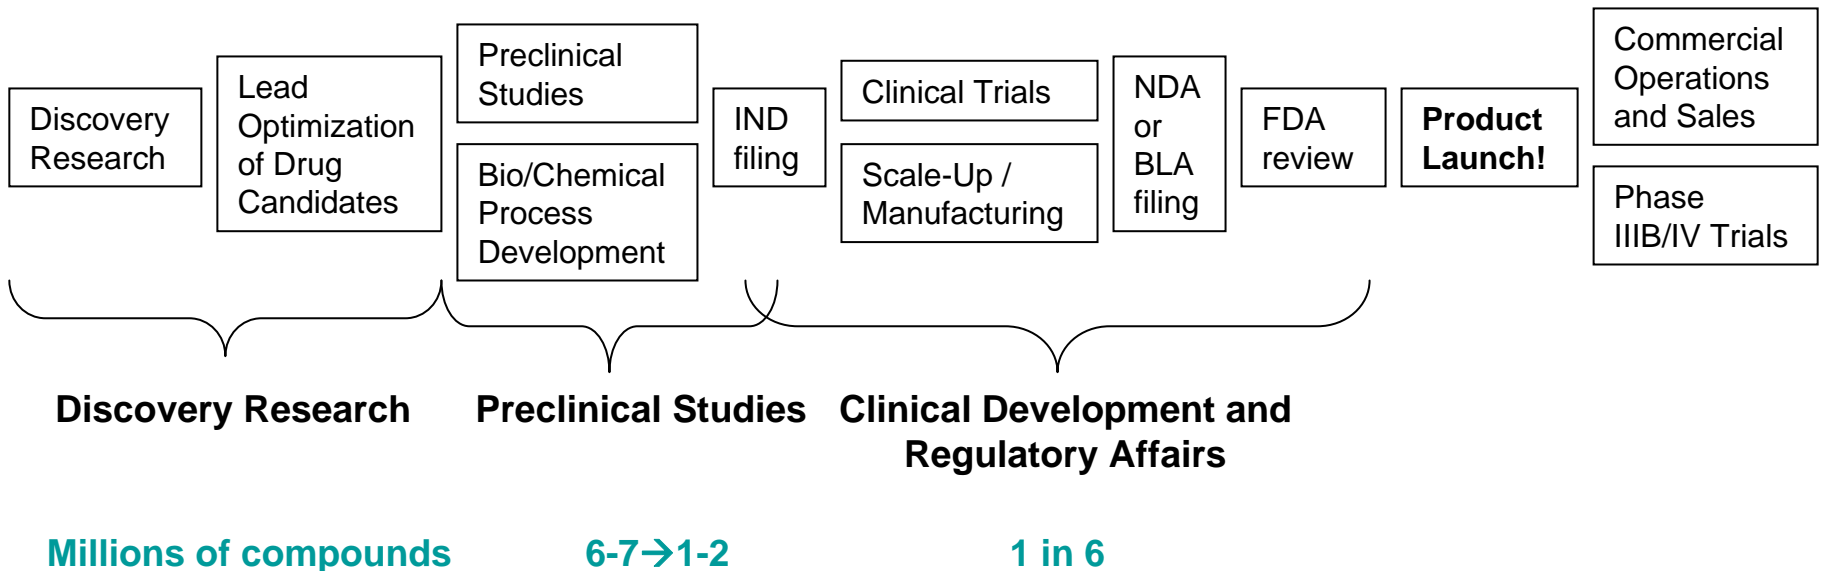 Discovery
Research
Lead
Optimization
of Drug
Candidates
Preclinical
Studies
Bio/Chemical
Process
Development
IND
filing
Clinical Trials
Scale-Up /
Manufacturing
NDA
or
BLA
filing
FDA
review
Product
Launch!
Commercial
Operations
and Sales
Phase
IIIB/IV Trials
Discovery Research
Preclinical Studies
Clinical Development and
Regulatory Affairs
Millions of compounds
6-7→1-2
1 in 6